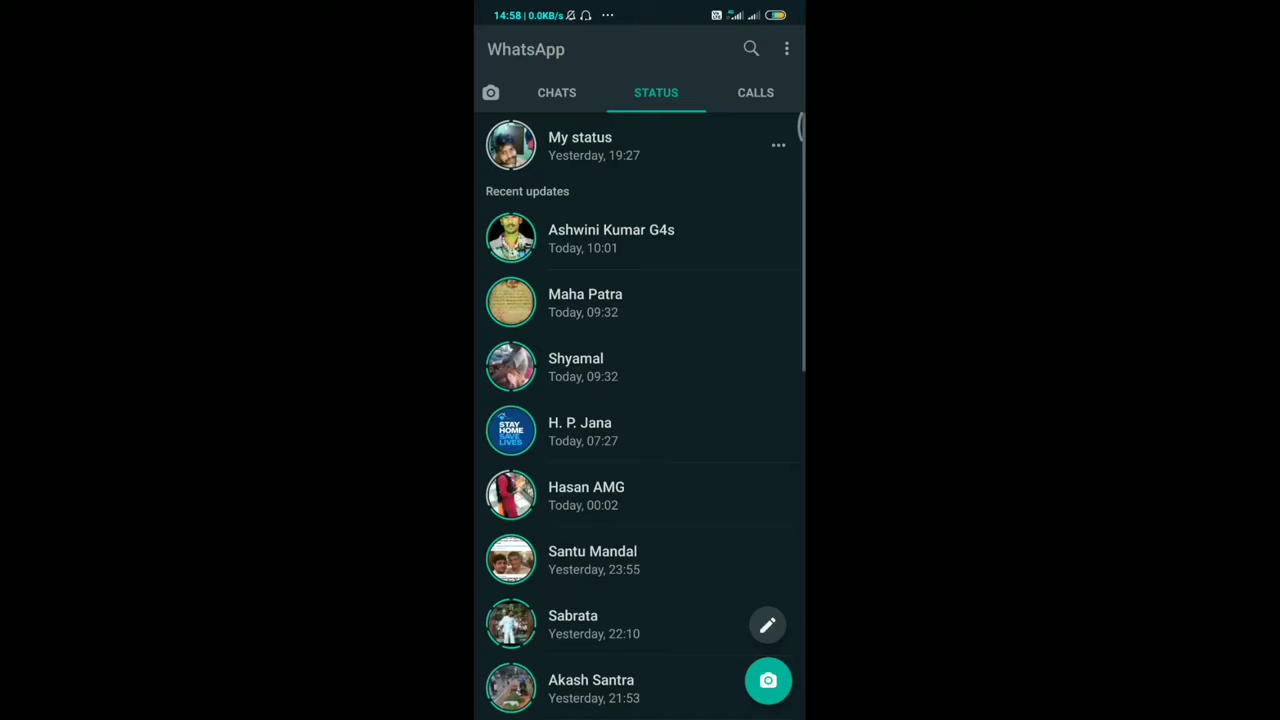 14:58 | 0.0KB/s
WhatsApp
CHATS
STATUS
CALLS
My status
Yesterday, 19:27
Recent updates
Ashwini Kumar G4s
Today, 10:01
Maha Patra
Today, 09:32
Shyamal
Today, 09:32
STAY
HOME
SAVE
LIVES
H. P. Jana
Today, 07:27
Hasan AMG
Today, 00:02
Santu Mandal
Yesterday, 23:55
Sabrata
Yesterday, 22:10
Akash Santra
Yesterday, 21:53